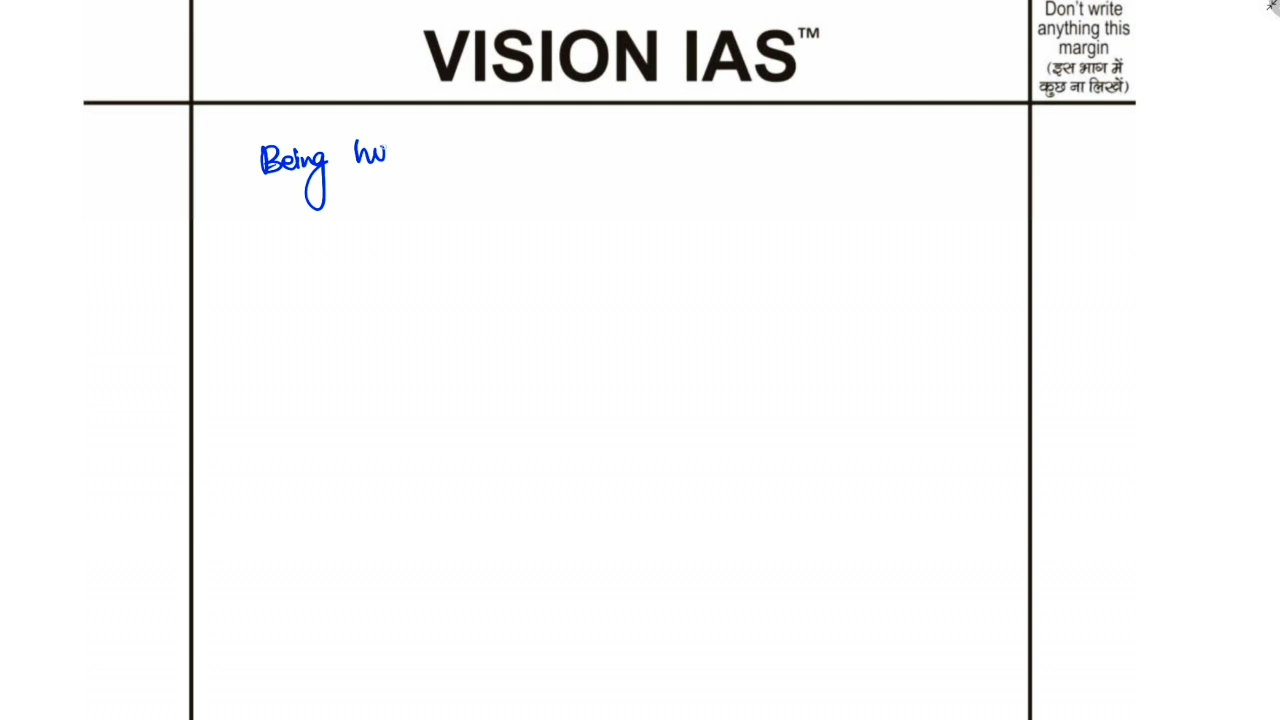 VISION IAS™
Don't write
anything this
margin
(इस भाग में
कुछ ना लिखें)
Being